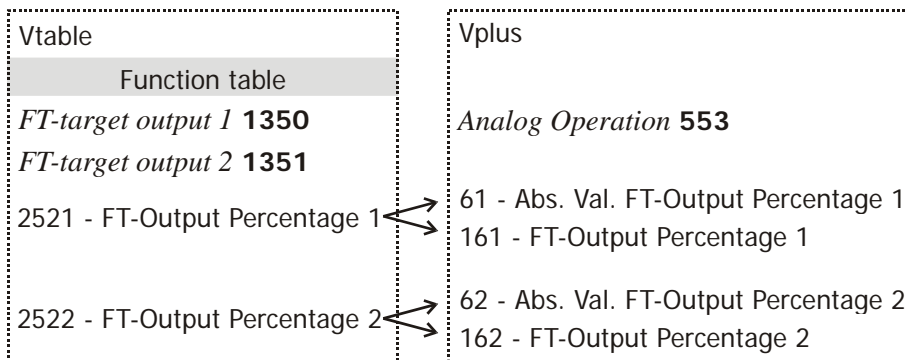 Vtable
Function table
FT-target output 1 1350
FT-target output 2 1351
2521 - FT-Output Percentage 1
2522 - FT-Output Percentage 2
Vplus
Analog Operation 553
61 - Abs. Val. FT-Output Percentage 1
161 - FT-Output Percentage 1
62 - Abs. Val. FT-Output Percentage 2
162 - FT-Output Percentage 2